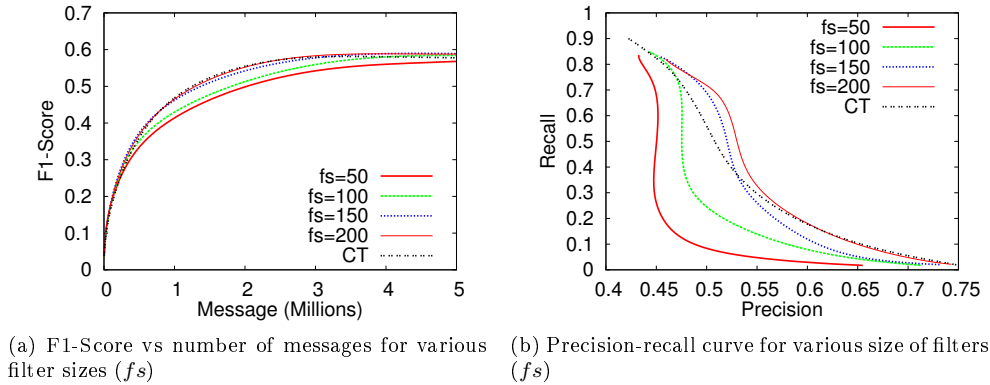 0.7
0.6
0.5
0.4
0.3
0.2
0.1
0
F1-Score
fs=50
fs=100
fs=150
fs=200
CT
0 1 2 3 4 5
Message (Millions)
(a) F1-Score vs number of messages for various
filter sizes (fs)
1
0.9
0.8
0.7
0.6
0.5
0.4
0.3
0.2
0.1
0
Recall
fs=50
fs=100
fs=150
fs=200
CT
0.4 0.45 0.5 0.55 0.6 0.65 0.7 0.75
Precision
(b) Precision-recall curve for various size of filters
(fs)